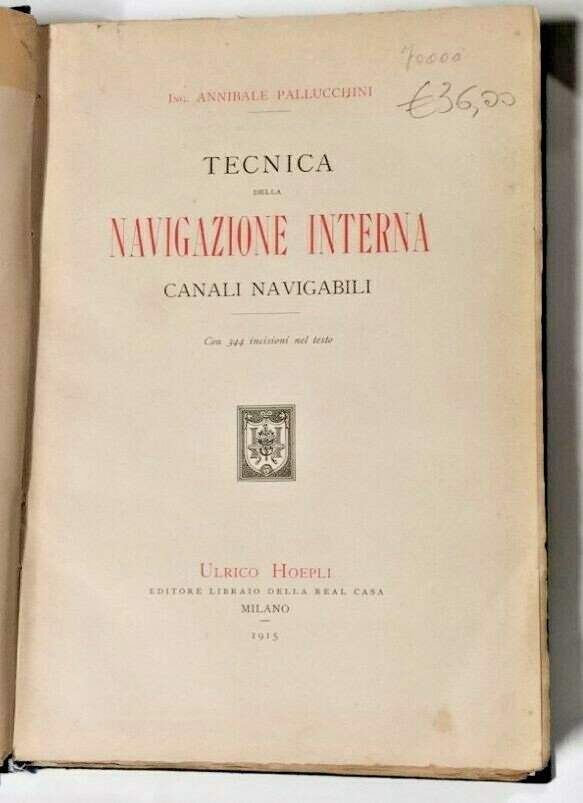 70000
€36,00
Ing. ANNIBALE PALLUCCHINI
TECNICA
DELLA
NAVIGAZIONE INTERNA
CANALI NAVIGABILI
Con 344 incisioni nel testo
Ulrico Hoepli
EDITORE LIBRAIO DELLA REAL CASA
MILANO
1915